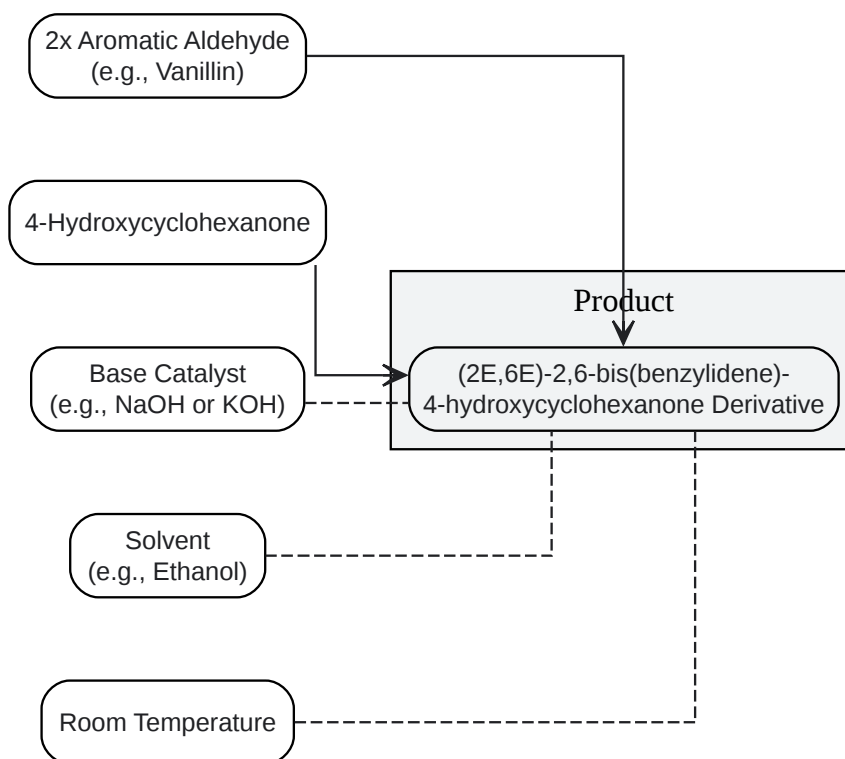 2x Aromatic Aldehyde
(e.g., Vanillin)
4-Hydroxycyclohexanone
Product
Base Catalyst
(e.g., NaOH or KOH)
(2E,6E)-2,6-bis(benzylidene)-
4-hydroxycyclohexanone Derivative
Solvent
(e.g., Ethanol)
Room Temperature